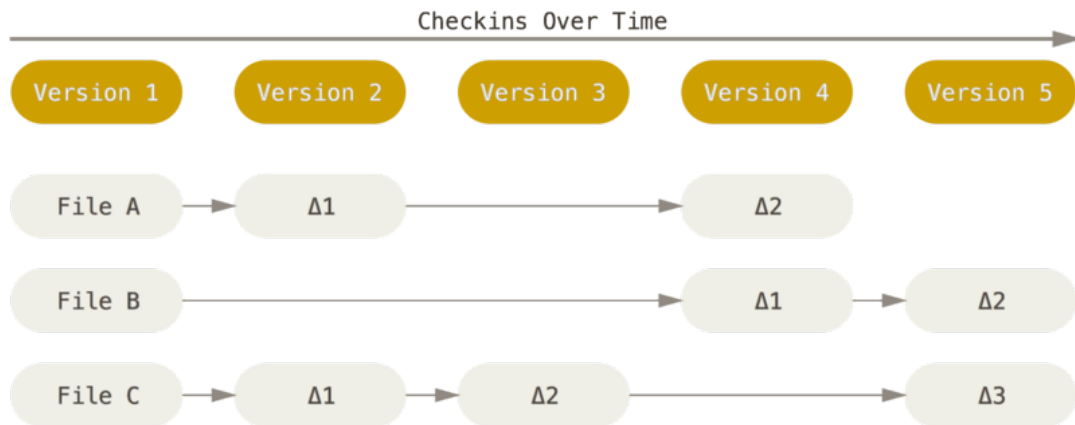 Checkins Over Time
Version 1 Version 2 Version 3 Version 4 Version 5
File A Δ1 Δ2
File B Δ1 Δ2
File C Δ1 Δ2 Δ3